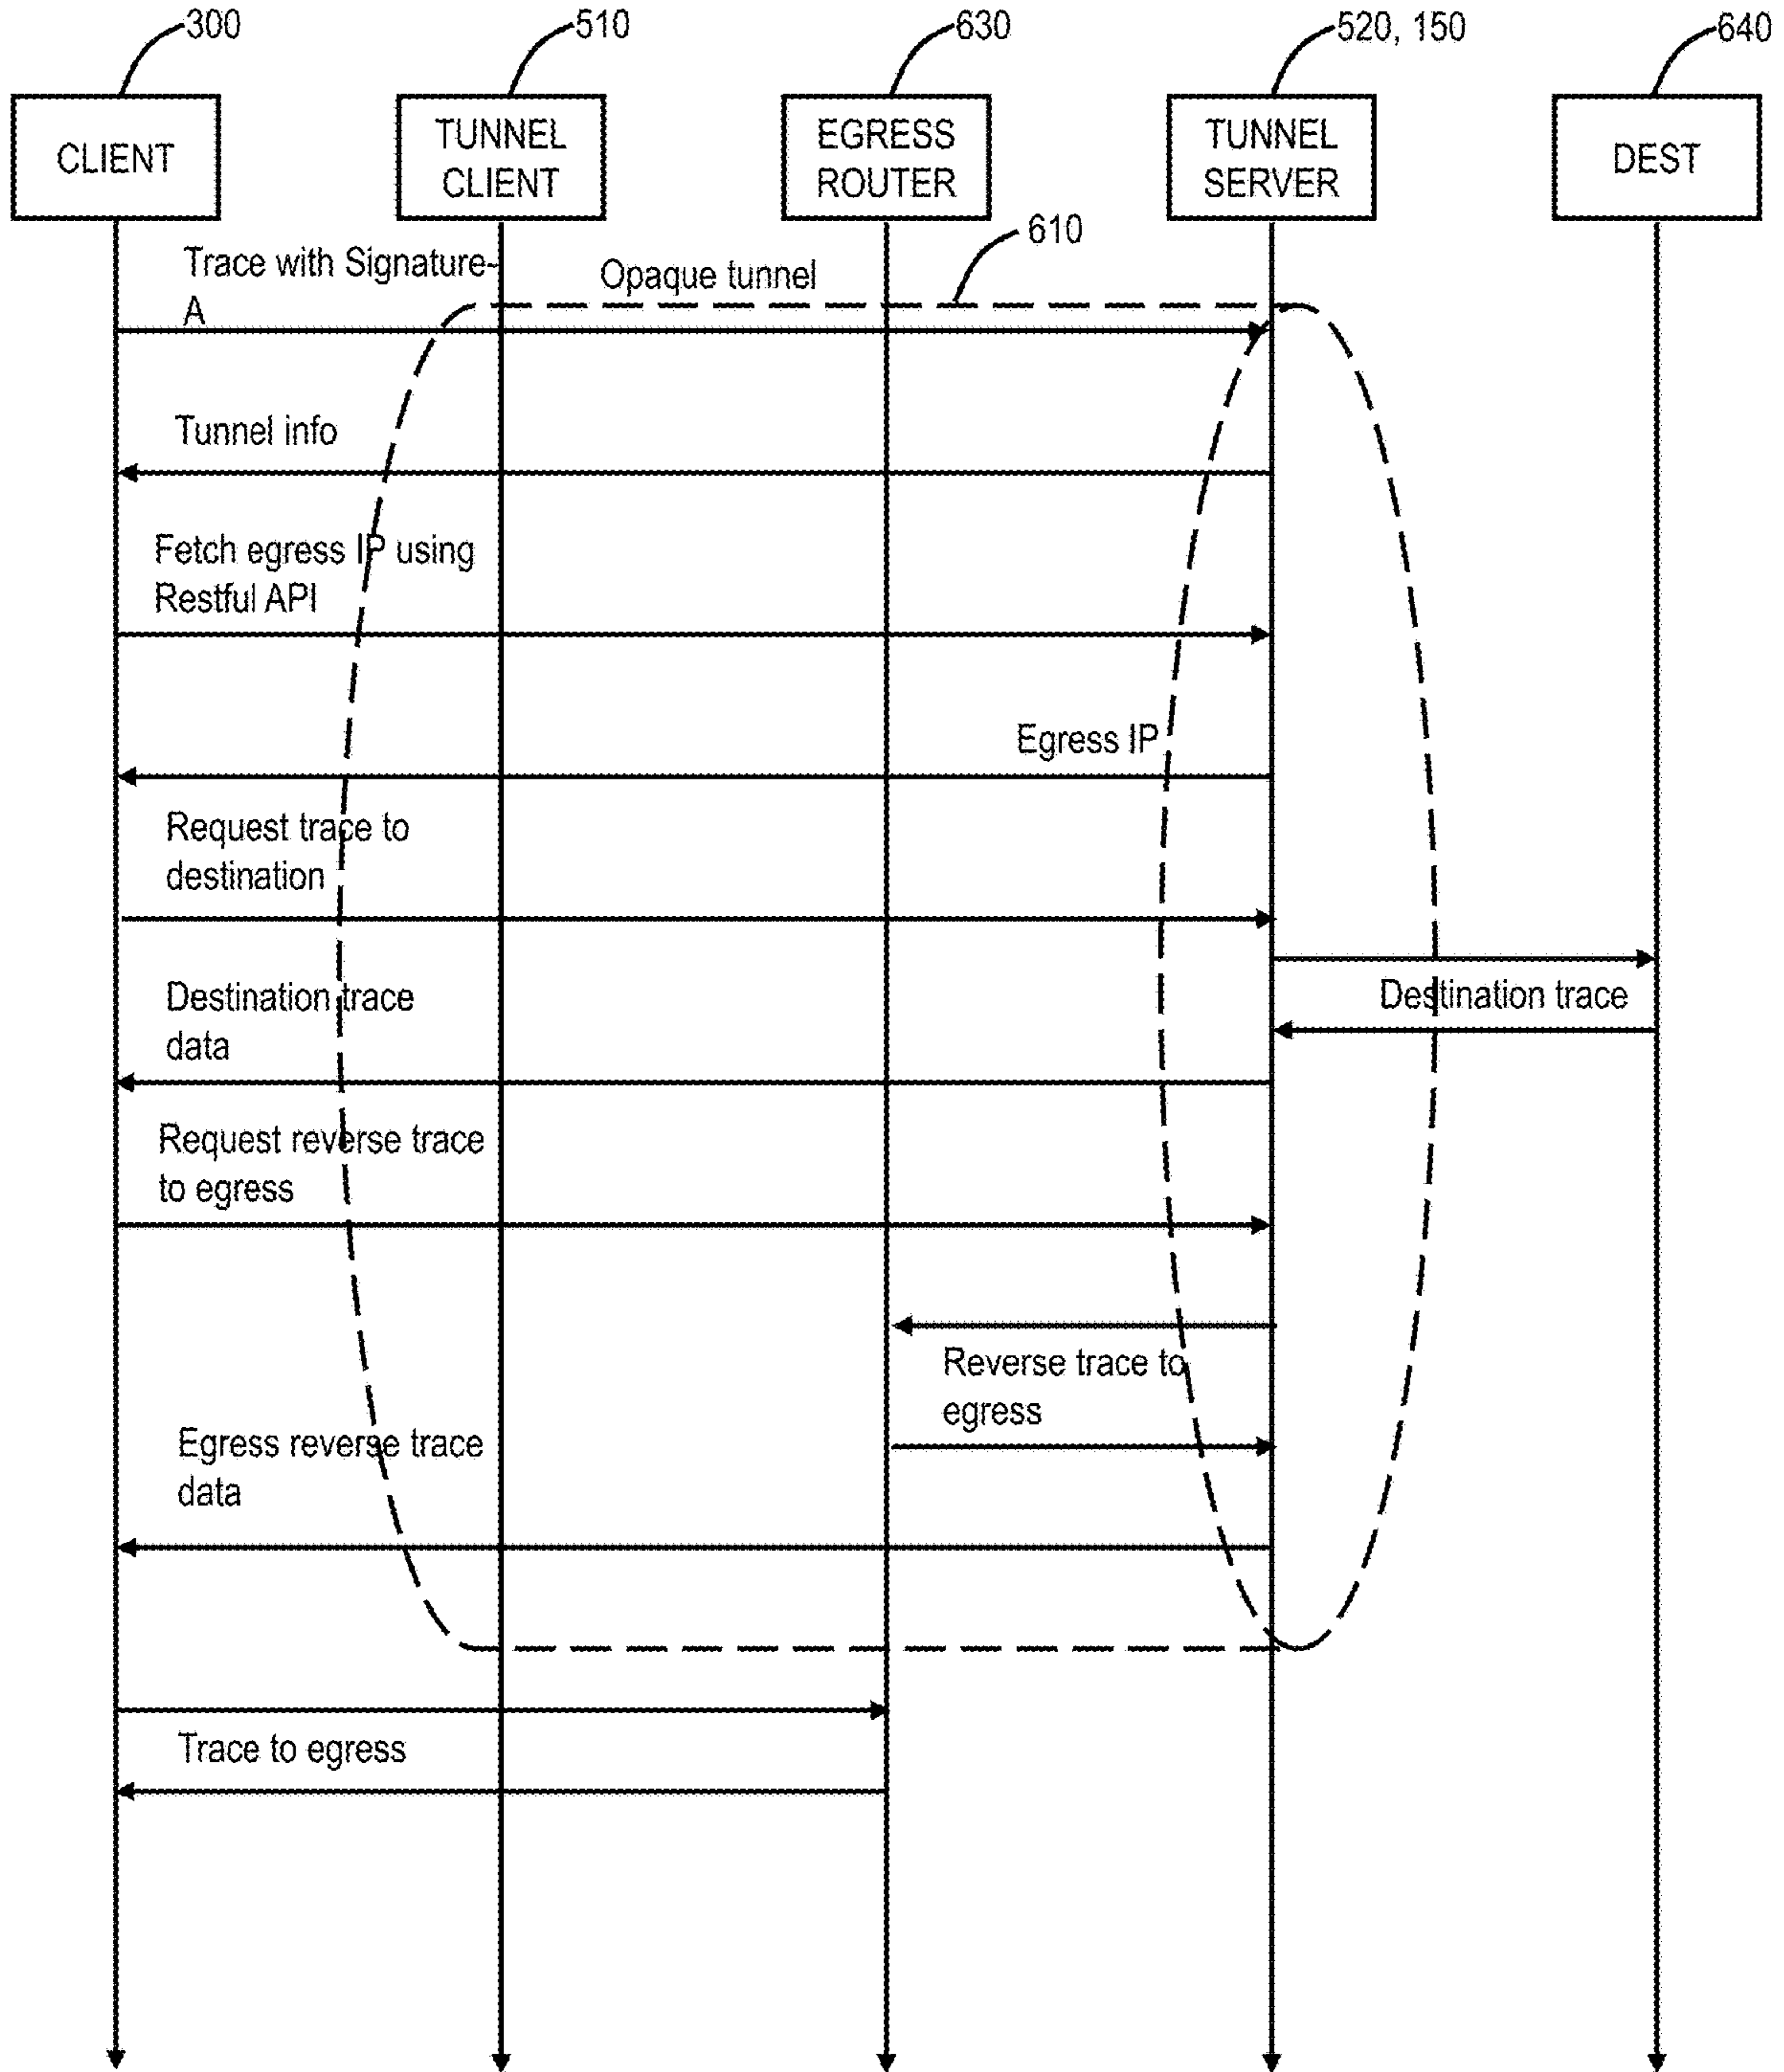 300
510
630
520, 150
640
CLIENT
TUNNEL
CLIENT
EGRESS
ROUTER
TUNNEL
SERVER
DEST
610
Trace with Signature-
A
Opaque tunnel
Tunnel info
Fetch egress IP using
Restful API
Egress IP
Request trace to
destination
Destination trace
Destination trace
data
Request reverse trace
to egress
Reverse trace to
egress
Egress reverse trace
data
Trace to egress